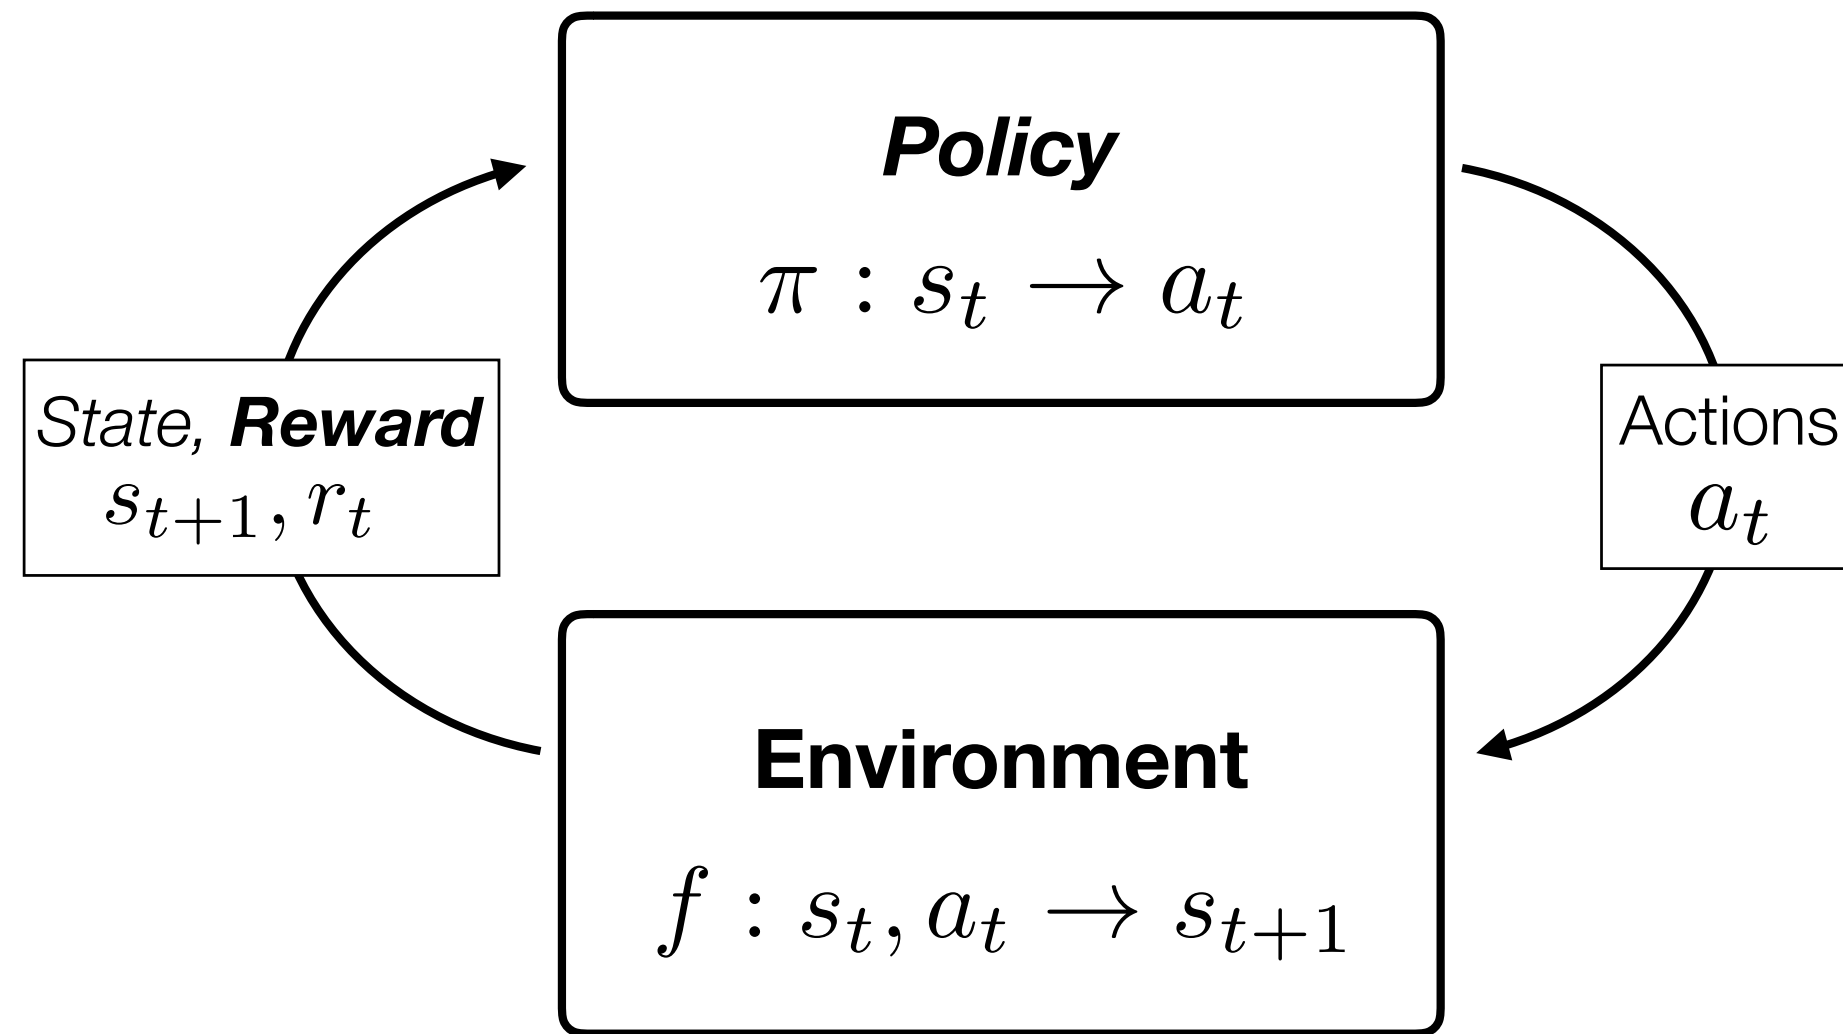 Policy
π : s_t → a_t
State, Reward
s_{t+1}, r_t
Actions
a_t
Environment
f : s_t, a_t → s_{t+1}